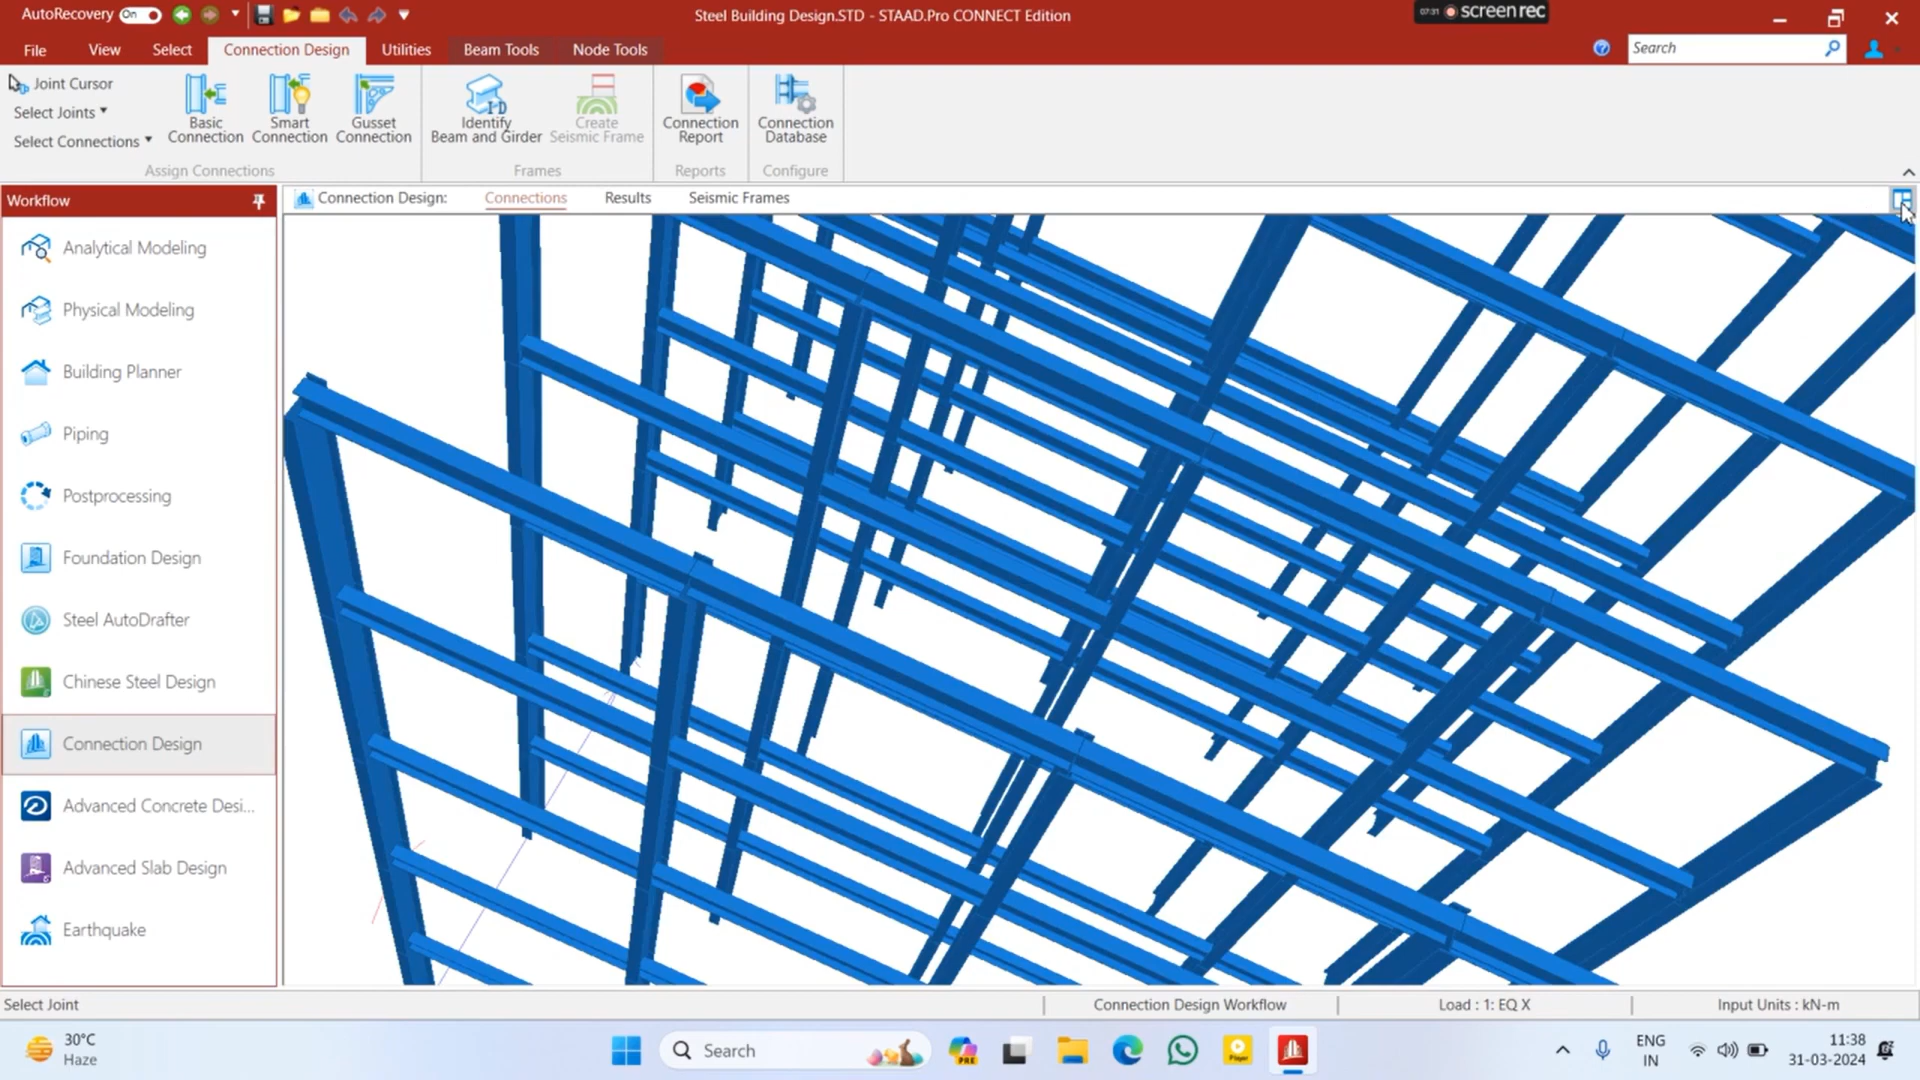 AutoRecovery On
Steel Building Design.STD - STAAD.Pro CONNECT Edition
07:31 screenrec
File View Select Connection Design Utilities Beam Tools Node Tools
Search
Joint Cursor
Select Joints
Select Connections
Basic Connection
Smart Connection
Gusset Connection
Identify Beam and Girder
Create Seismic Frame
Connection Report
Connection Database
Assign Connections Frames Reports Configure
Workflow
Connection Design: Connections Results Seismic Frames
Analytical Modeling
Physical Modeling
Building Planner
Piping
Postprocessing
Foundation Design
Steel AutoDrafter
Chinese Steel Design
Connection Design
Advanced Concrete Desi...
Advanced Slab Design
Earthquake
Select Joint
Connection Design Workflow
Load : 1: EQ X
Input Units : kN-m
30°C
Haze
Search
PRE
Player
ENG
IN
11:38
31-03-2024